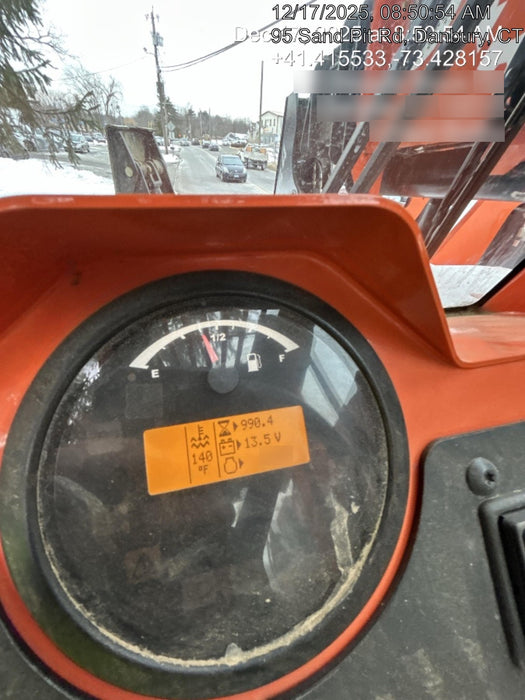 12/17/2025, 08:50:54 AM
95 Sand Pit Rd, Danbury, CT
+41.415533,-73.428157
1/2
E
F
990.4
13.5 V
140
°F